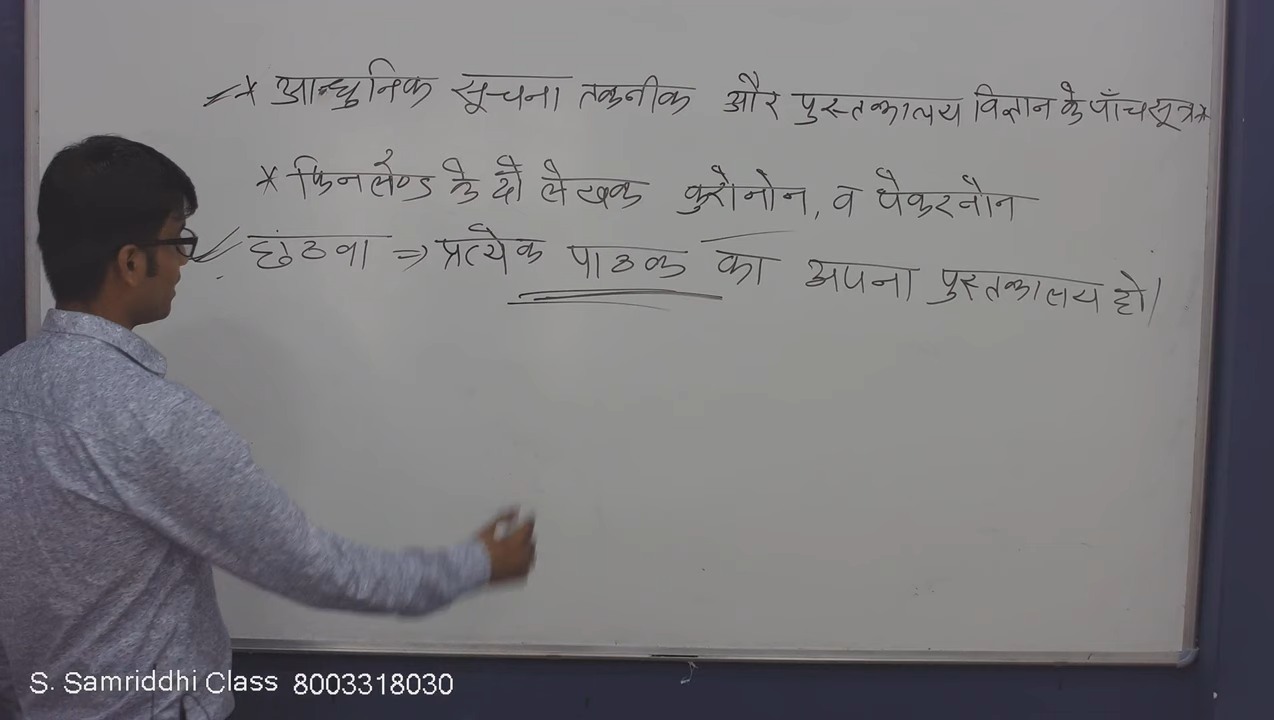 * आधुनिक सूचना तकनीक और पुस्तकालय विज्ञान के पाँच सूत्र *
* फिनलैण्ड के दो लेखक कुरोनोन, व पैकरनौन
छठवा ⇒ प्रत्येक पाठक का अपना पुस्तकालय हो।
S. Samriddhi Class 8003318030